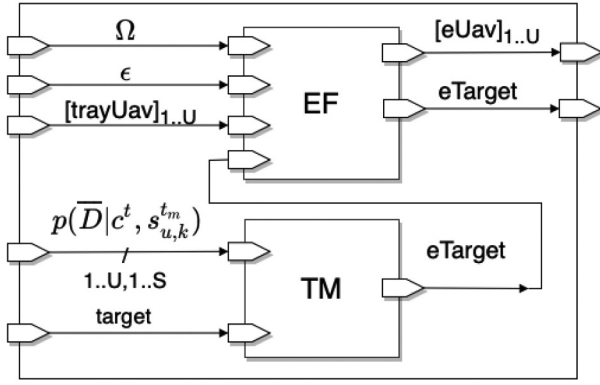 Ω
[eUav]1..U
ϵ
EF
eTarget
[trayUav]1..U
p(D̅|c^t, s_{u,k}^{t_m})
/
1..U,1..S
eTarget
TM
target